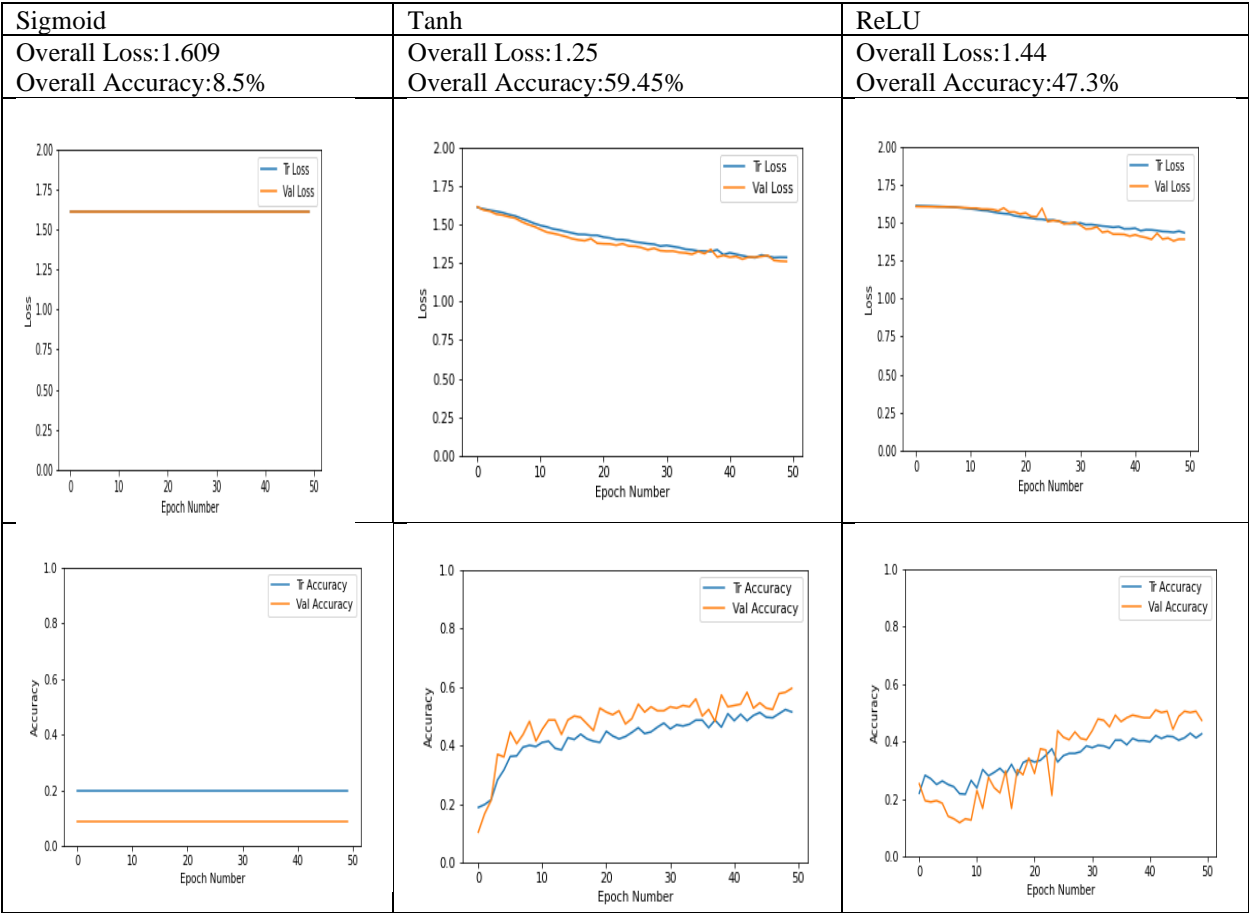 Sigmoid
Tanh
ReLU
Overall Loss:1.609
Overall Accuracy:8.5%
Overall Loss:1.25
Overall Accuracy:59.45%
Overall Loss:1.44
Overall Accuracy:47.3%
2.00
1.75
1.50
1.25
1.00
0.75
0.50
0.25
0.00
Loss
Tr Loss
Val Loss
0 10 20 30 40 50
Epoch Number
2.00
1.75
1.50
1.25
1.00
0.75
0.50
0.25
0.00
Loss
Tr Loss
Val Loss
0 10 20 30 40 50
Epoch Number
2.00
1.75
1.50
1.25
1.00
0.75
0.50
0.25
0.00
Loss
Tr Loss
Val Loss
0 10 20 30 40 50
Epoch Number
1.0
0.8
0.6
0.4
0.2
0.0
Accuracy
Tr Accuracy
Val Accuracy
0 10 20 30 40 50
Epoch Number
1.0
0.8
0.6
0.4
0.2
0.0
Accuracy
Tr Accuracy
Val Accuracy
0 10 20 30 40 50
Epoch Number
1.0
0.8
0.6
0.4
0.2
0.0
Accuracy
Tr Accuracy
Val Accuracy
0 10 20 30 40 50
Epoch Number